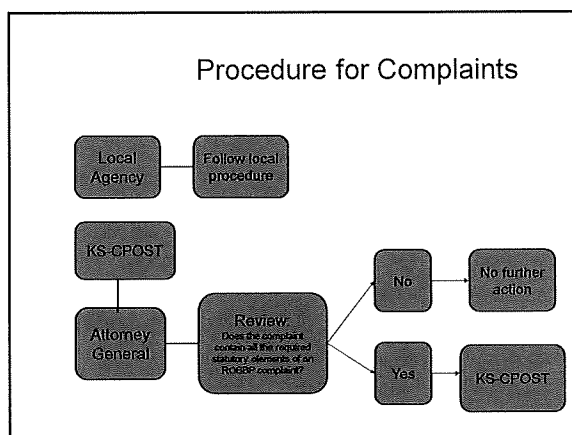 Procedure for Complaints
Local
Agency
Follow local
procedure
KS-CPOST
Attorney
General
Review:
Does the complaint
contain all the required
statutory elements of an
ROBBP complaint?
No
No further
action
Yes
KS-CPOST